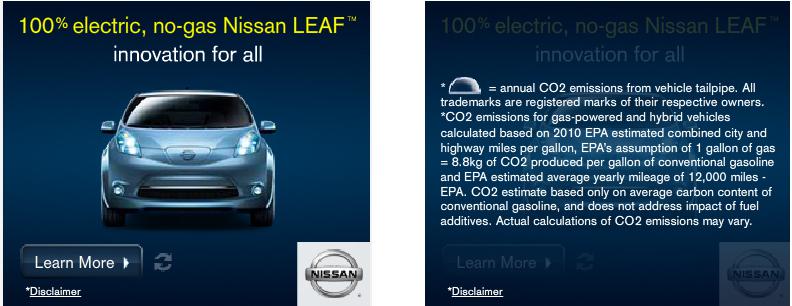 100% electric, no-gas Nissan LEAF™
innovation for all
Learn More
NISSAN
*Disclaimer
100% electric, no-gas Nissan LEAF™
innovation for all
* = annual CO2 emissions from vehicle tailpipe. All
trademarks are registered marks of their respective owners.
*CO2 emissions for gas-powered and hybrid vehicles
calculated based on 2010 EPA estimated combined city and
highway miles per gallon, EPA's assumption of 1 gallon of gas
= 8.8kg of CO2 produced per gallon of conventional gasoline
and EPA estimated average yearly mileage of 12,000 miles -
EPA. CO2 estimate based only on average carbon content of
conventional gasoline, and does not address impact of fuel
additives. Actual calculations of CO2 emissions may vary.
Learn More
NISSAN
*Disclaimer